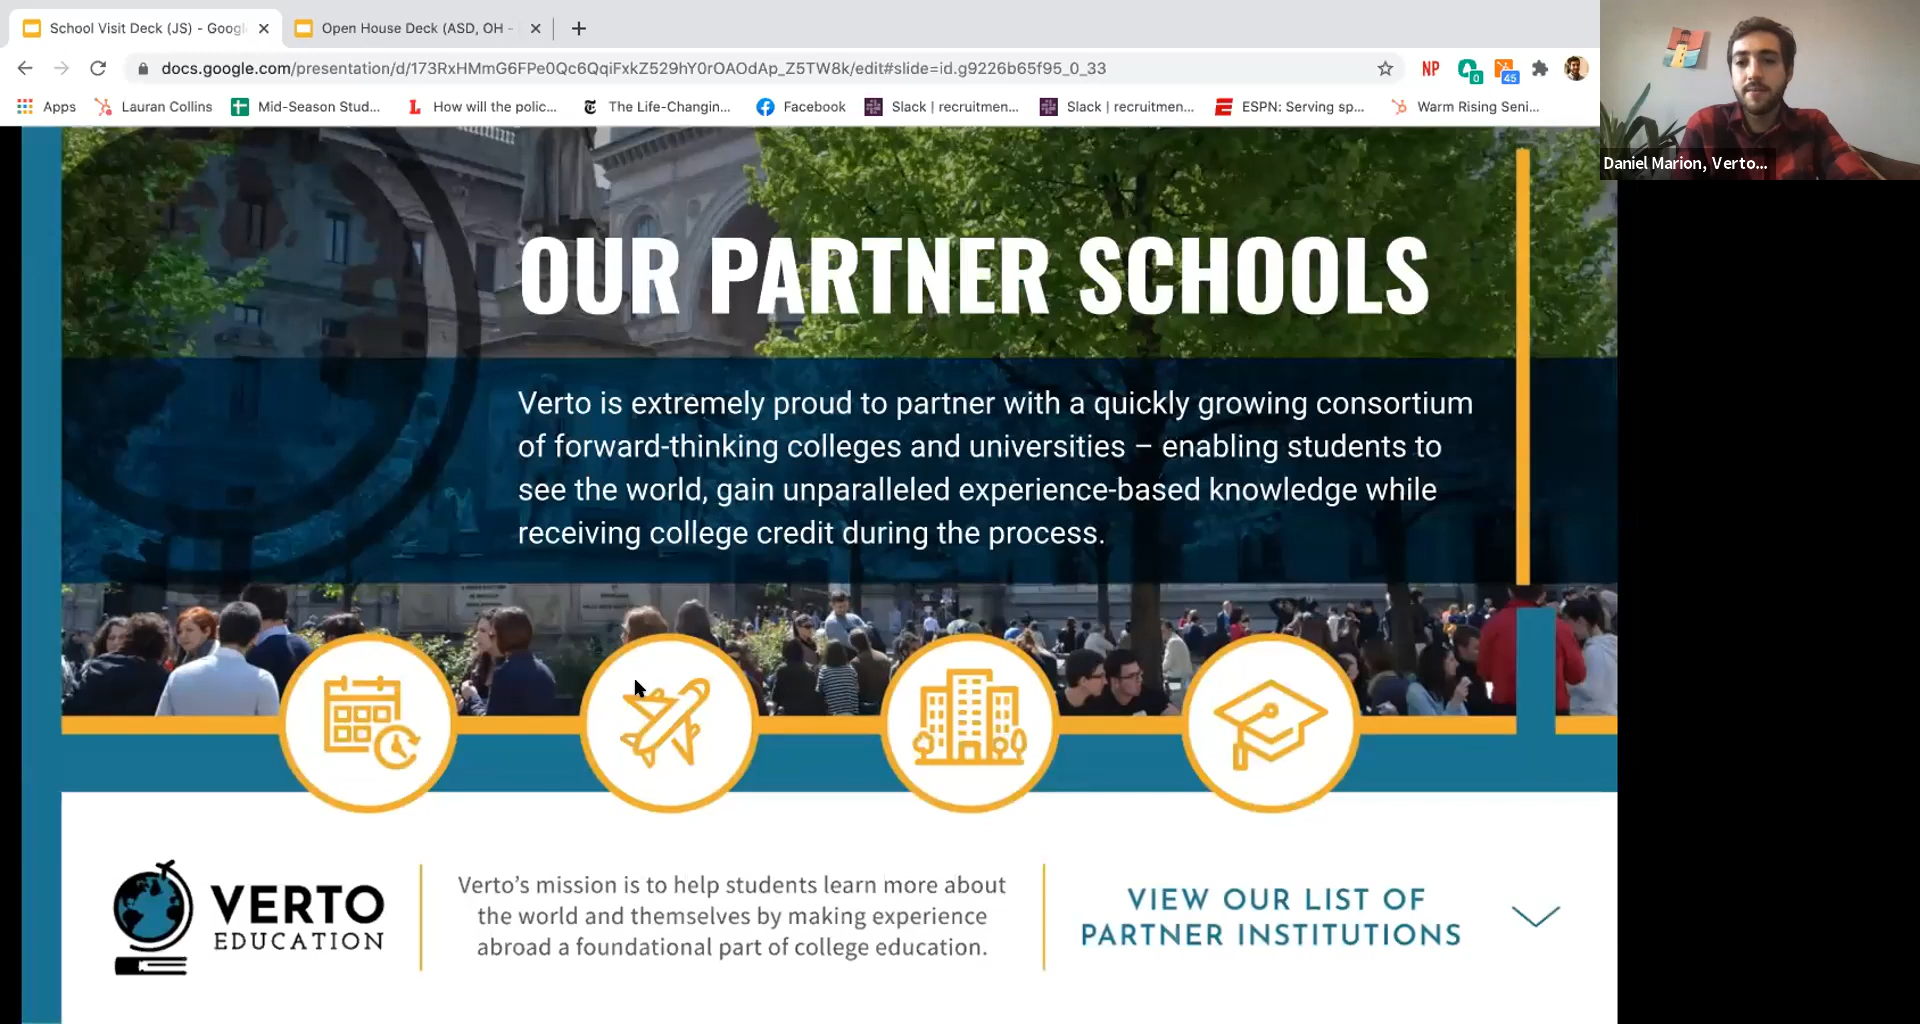 School Visit Deck (JS) - Goog
Open House Deck (ASD, OH -
docs.google.com/presentation/d/173RxHMmG6FPe0Qc6QqiFxkZ529hY0rOAOdAp_Z5TW8k/edit#slide=id.g9226b65f95_0_33
NP
0
45
Apps
Lauran Collins
Mid-Season Stud...
How will the polic...
The Life-Changin...
Facebook
Slack | recruitmen...
Slack | recruitmen...
ESPN: Serving sp...
Warm Rising Seni...
Daniel Marion, Verto...
OUR PARTNER SCHOOLS
Verto is extremely proud to partner with a quickly growing consortium
of forward-thinking colleges and universities – enabling students to
see the world, gain unparalleled experience-based knowledge while
receiving college credit during the process.
VERTO
EDUCATION
Verto's mission is to help students learn more about
the world and themselves by making experience
abroad a foundational part of college education.
VIEW OUR LIST OF
PARTNER INSTITUTIONS